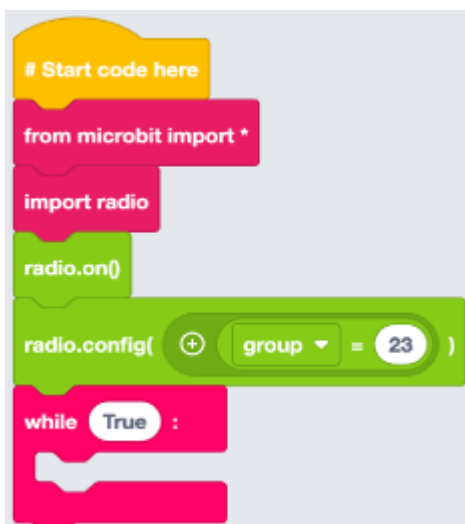 # Start code here
from microbit import *
import radio
radio.on()
radio.config( group = 23 )
while True :